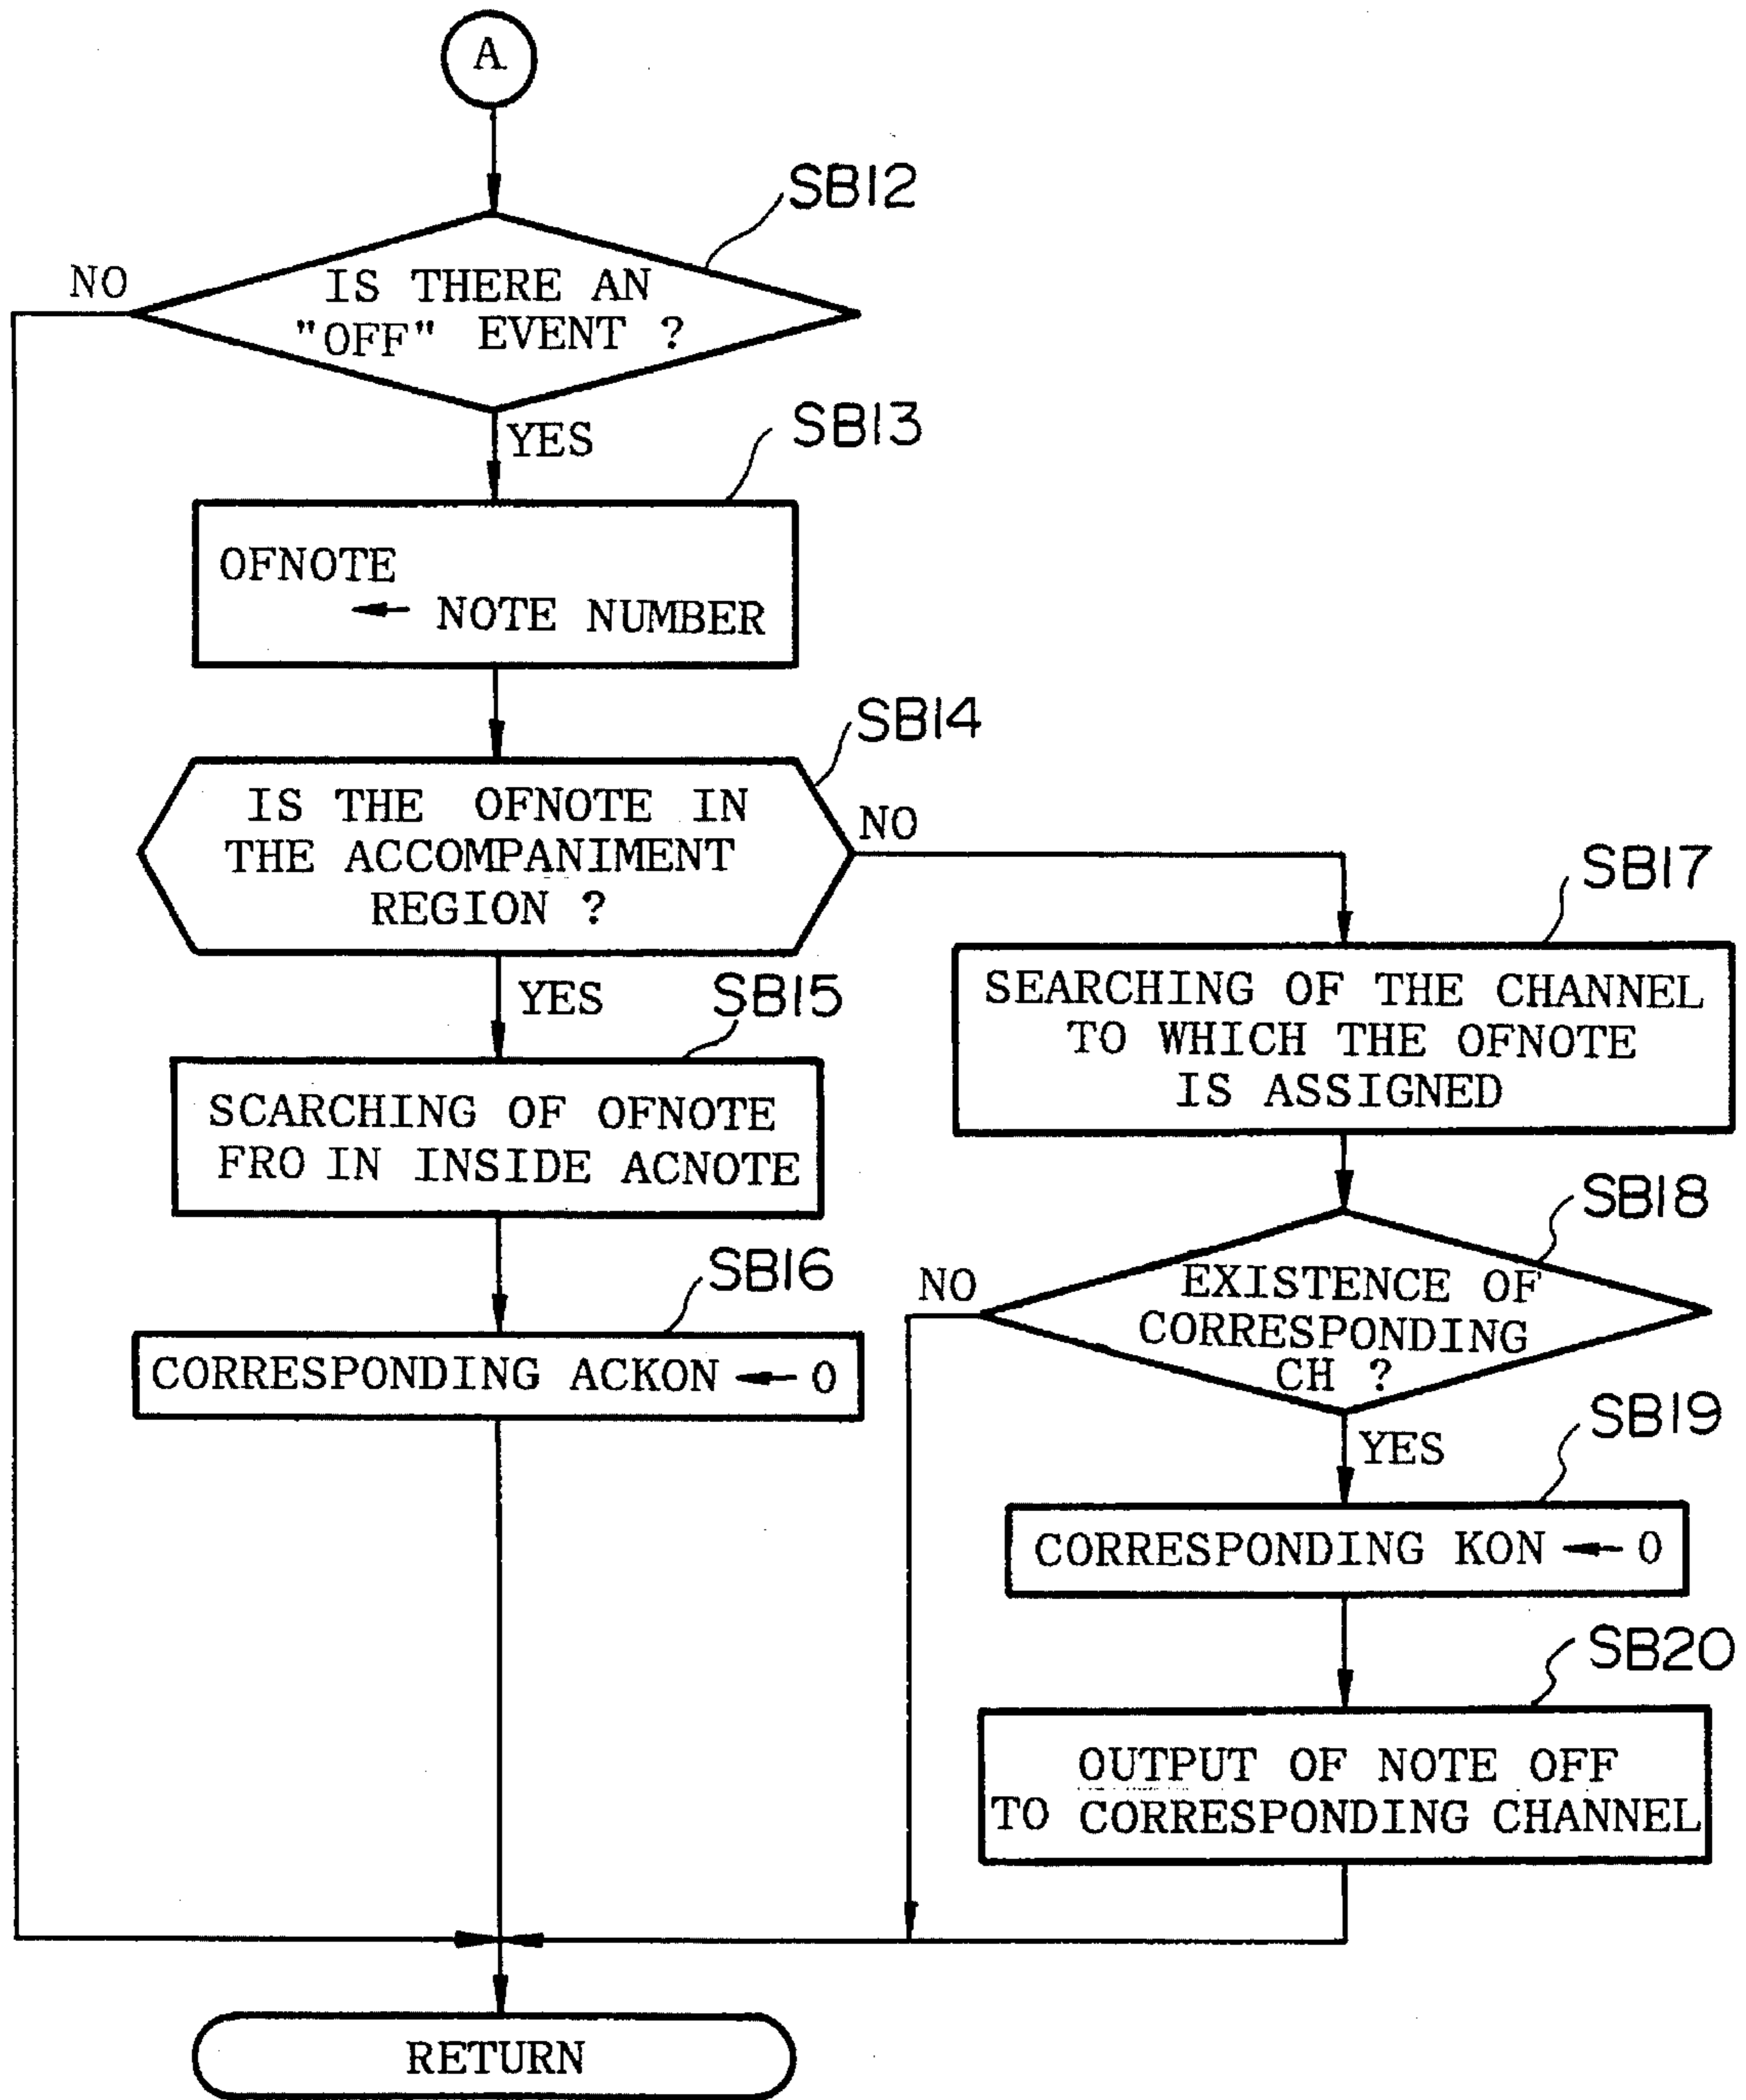 A
SB12
NO
IS THERE AN
"OFF" EVENT ?
YES
SB13
OFNOTE
← NOTE NUMBER
SB14
IS THE OFNOTE IN
THE ACCOMPANIMENT
REGION ?
NO
YES
SB15
SCARCHING OF OFNOTE
FRO IN INSIDE ACNOTE
SB16
CORRESPONDING ACKON ← 0
SB17
SEARCHING OF THE CHANNEL
TO WHICH THE OFNOTE
IS ASSIGNED
SB18
NO
EXISTENCE OF
CORRESPONDING
CH ?
YES
SB19
CORRESPONDING KON ← 0
SB20
OUTPUT OF NOTE OFF
TO CORRESPONDING CHANNEL
RETURN